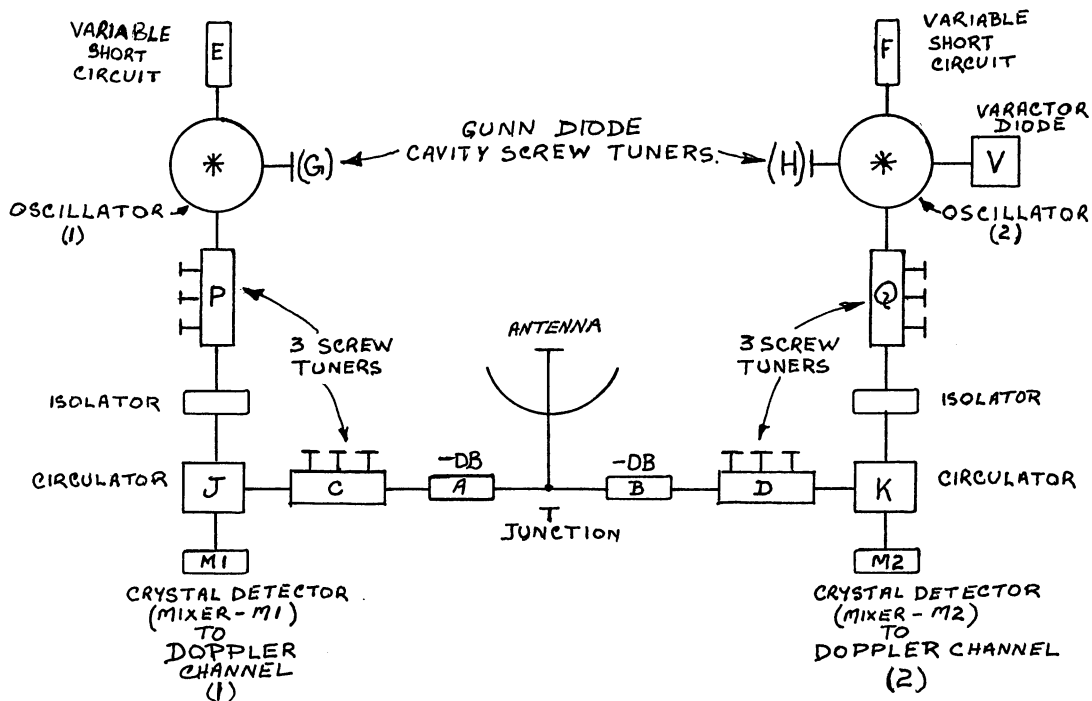 VARIABLE
SHORT
CIRCUIT
E
VARIABLE
SHORT
CIRCUIT
F
VARACTOR
DIODE
V
GUNN DIODE
CAVITY SCREW TUNERS.
(G)
(H)
*
*
OSCILLATOR
(1)
OSCILLATOR
(2)
P
Q
3 SCREW
TUNERS
ANTENNA
3 SCREW
TUNERS
ISOLATOR
ISOLATOR
CIRCULATOR
J
C
-DB
A
T
JUNCTION
-DB
B
D
K
CIRCULATOR
M1
CRYSTAL DETECTOR
(MIXER-M1)
TO
DOPPLER
CHANNEL
(1)
M2
CRYSTAL DETECTOR
(MIXER-M2)
TO
DOPPLER CHANNEL
(2)